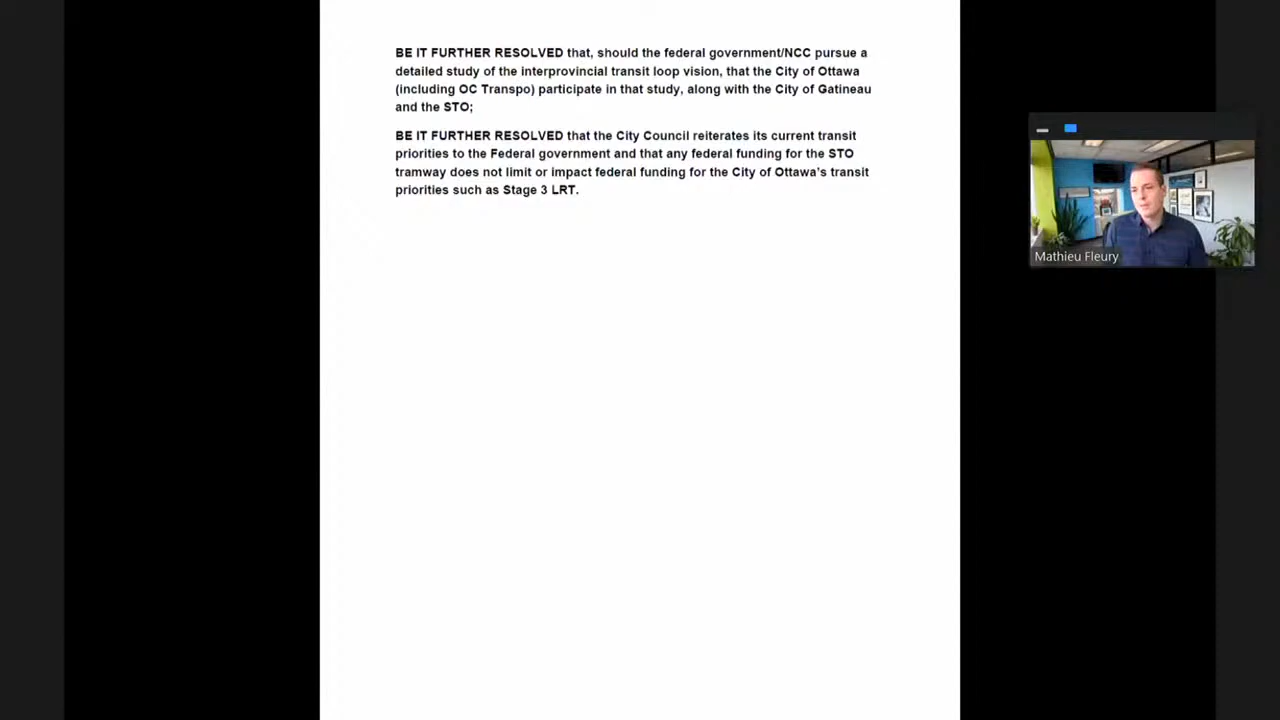 BE IT FURTHER RESOLVED that, should the federal government/NCC pursue a
detailed study of the interprovincial transit loop vision, that the City of Ottawa
(including OC Transpo) participate in that study, along with the City of Gatineau
and the STO;
BE IT FURTHER RESOLVED that the City Council reiterates its current transit
priorities to the Federal government and that any federal funding for the STO
tramway does not limit or impact federal funding for the City of Ottawa's transit
priorities such as Stage 3 LRT.
Mathieu Fleury